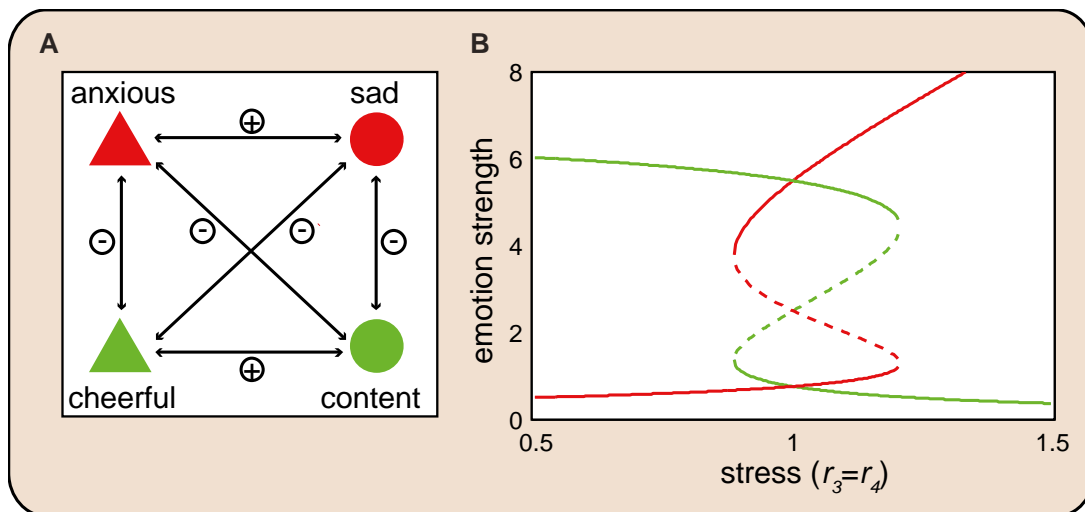 A
anxious
sad
+
-
-
-
-
+
cheerful
content
B
8
6
4
2
0
emotion strength
0.5
1
1.5
stress (r3=r4)